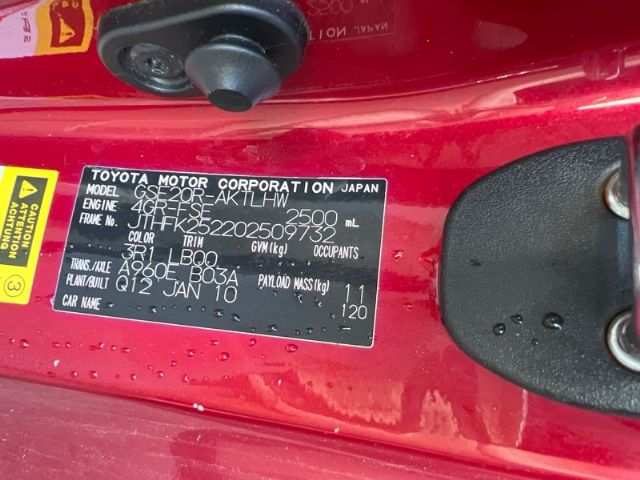 TOYOTA MOTOR CORPORATION JAPAN
MODEL GSE20R-AKTLHW
ENGINE 4GR-FSE 2500 mL
FRAME No. JTHFK252202509732
COLOR TRIM GVM(kg) OCCUPANTS
3R1 LB00
TRANS./AXLE A960E B03A
PLANT/BUILT Q12 JAN 10 PAYLOAD MASS(kg) 11
120
CAR NAME -
CAUTION
ATTENTION
ACHTUNG
3